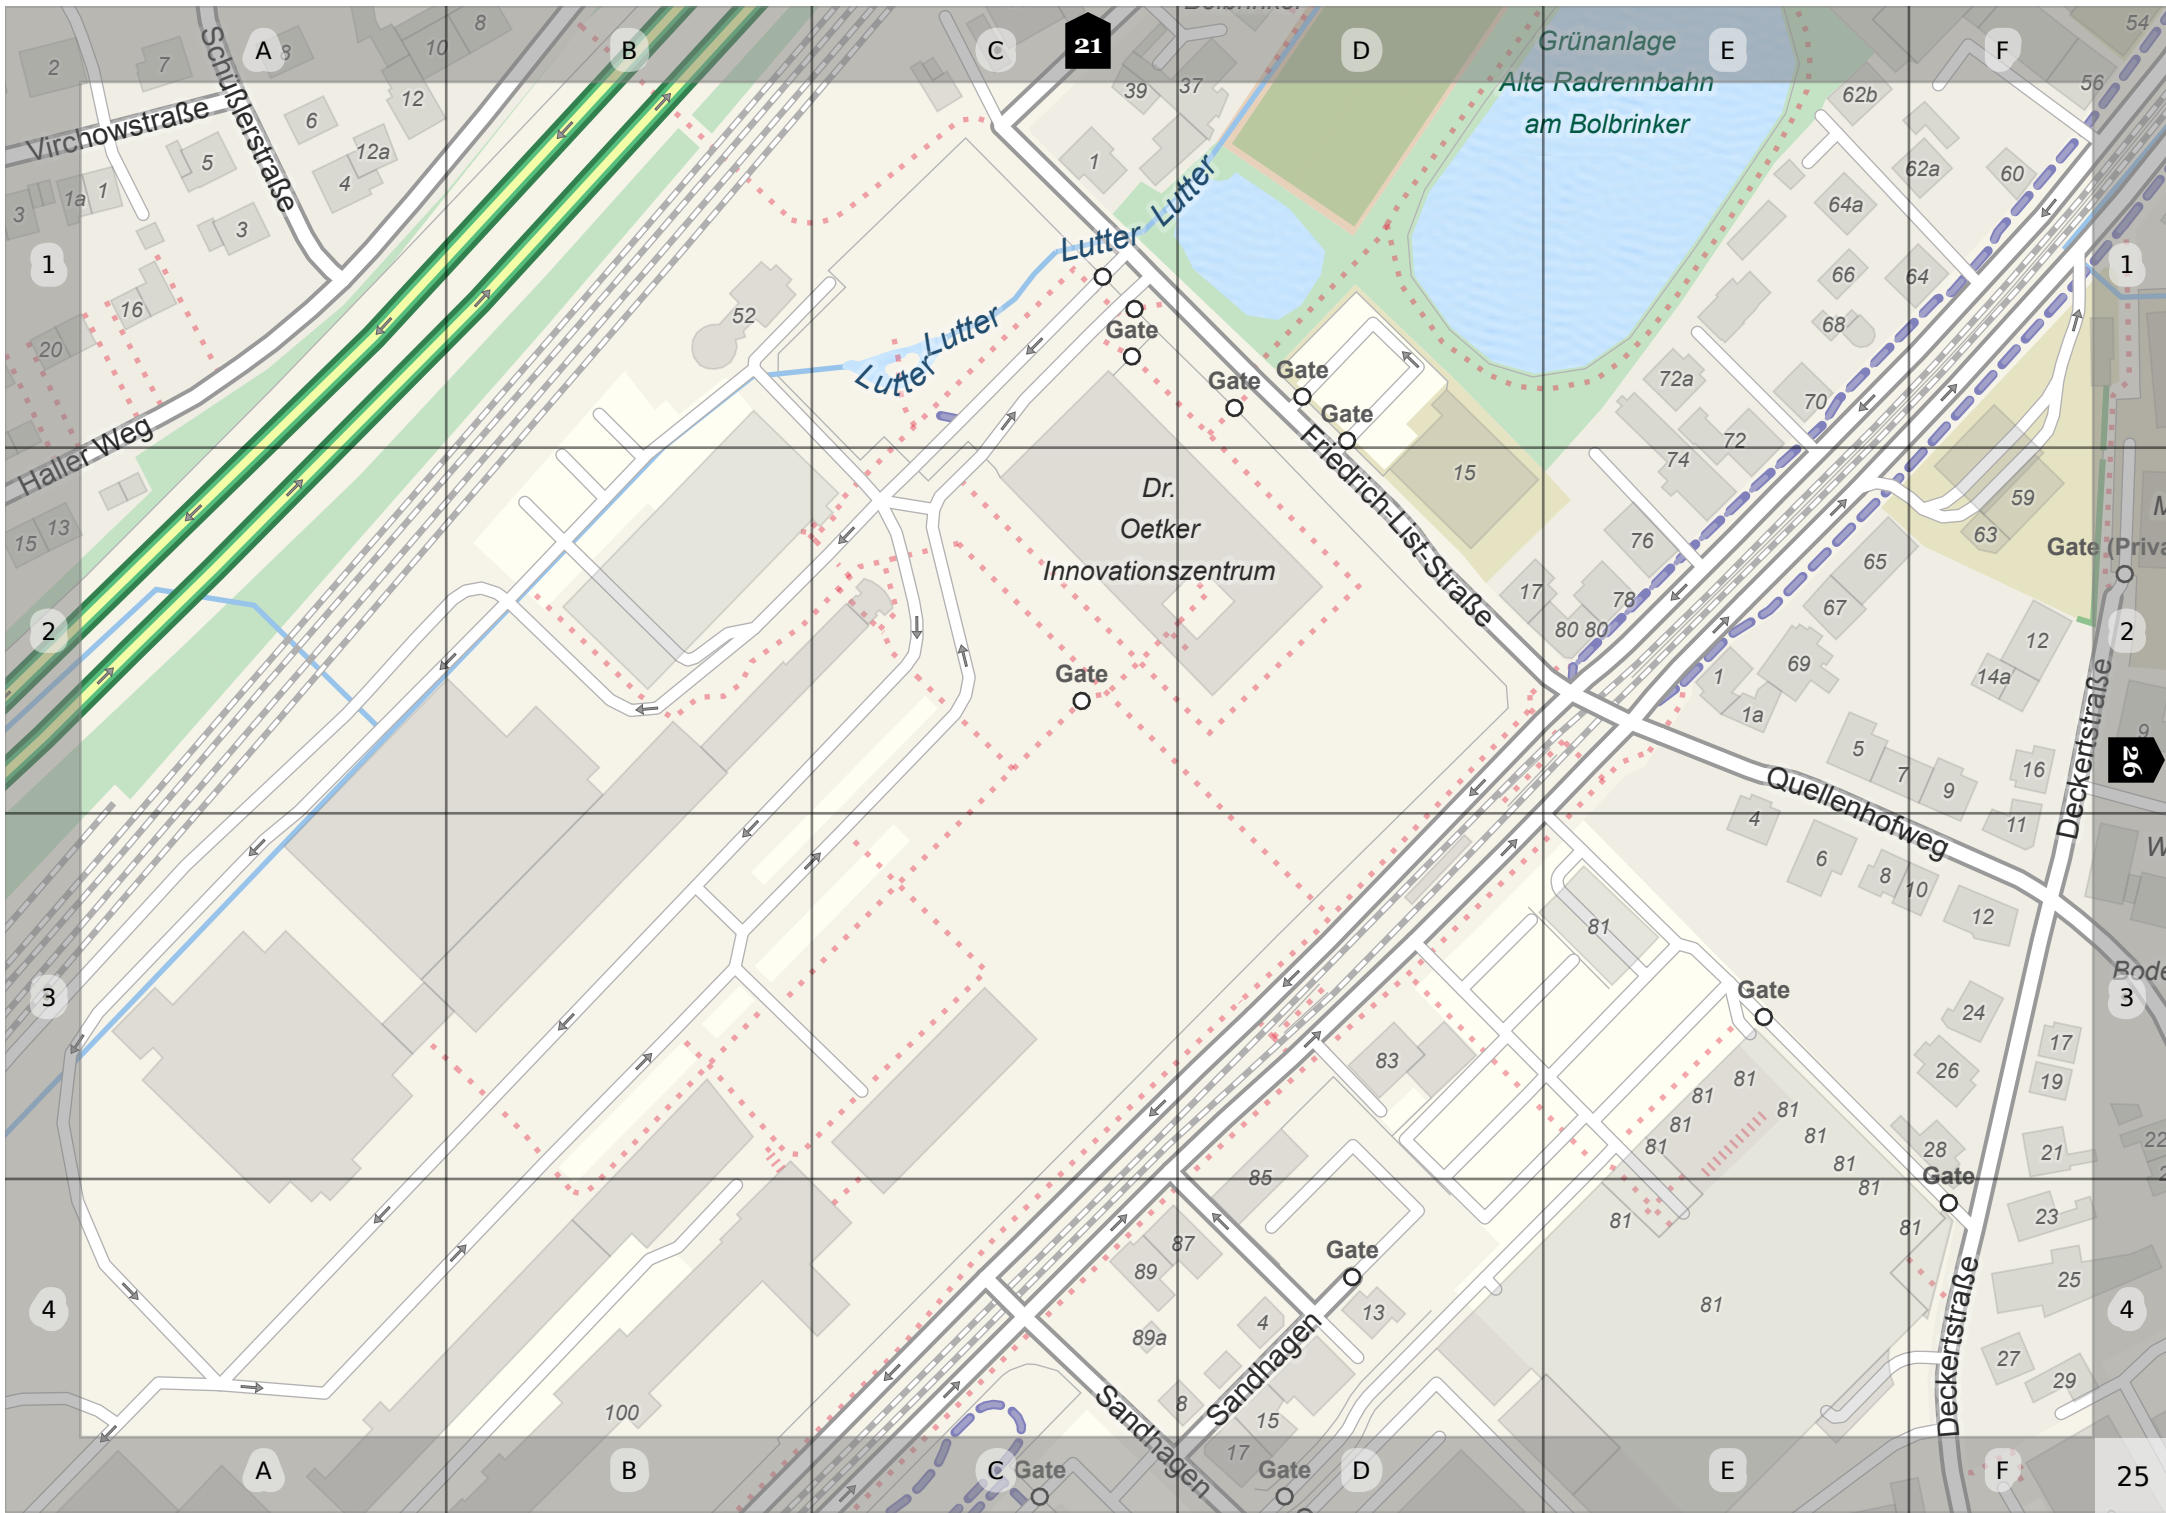 A
B
C
21
D
E
F
Grünanlage
Alte Radrennbahn
am Bolbrinker
Schüßlerstraße
Virchowstraße
Haller Weg
2
7
8
10
8
12
6
12a
5
4
1a
1
3
3
16
20
15
13
39
37
1
54
56
62b
62a
60
64a
66
64
68
72a
70
72
74
76
78
80
80
17
1
1
Lutter
Lutter
Lutter
Lutter
52
Gate
Gate
Gate
Gate
15
Friedrich-List-Straße
Dr.
Oetker
Innovationszentrum
Gate
59
63
65
67
69
1
1a
12
14a
16
Gate (Priva
2
2
Deckertstraße
26
9
5
7
9
11
Quellenhofweg
4
6
8
10
12
81
Gate
24
26
17
19
21
22
28
Gate
3
3
83
85
87
89
89a
81
81
81
81
81
81
81
81
81
81
81
81
23
25
27
29
Deckertstraße
Gate
13
4
Sandhagen
Sandhagen
8
15
17
100
4
4
A
B
C
Gate
Gate
D
E
F
25